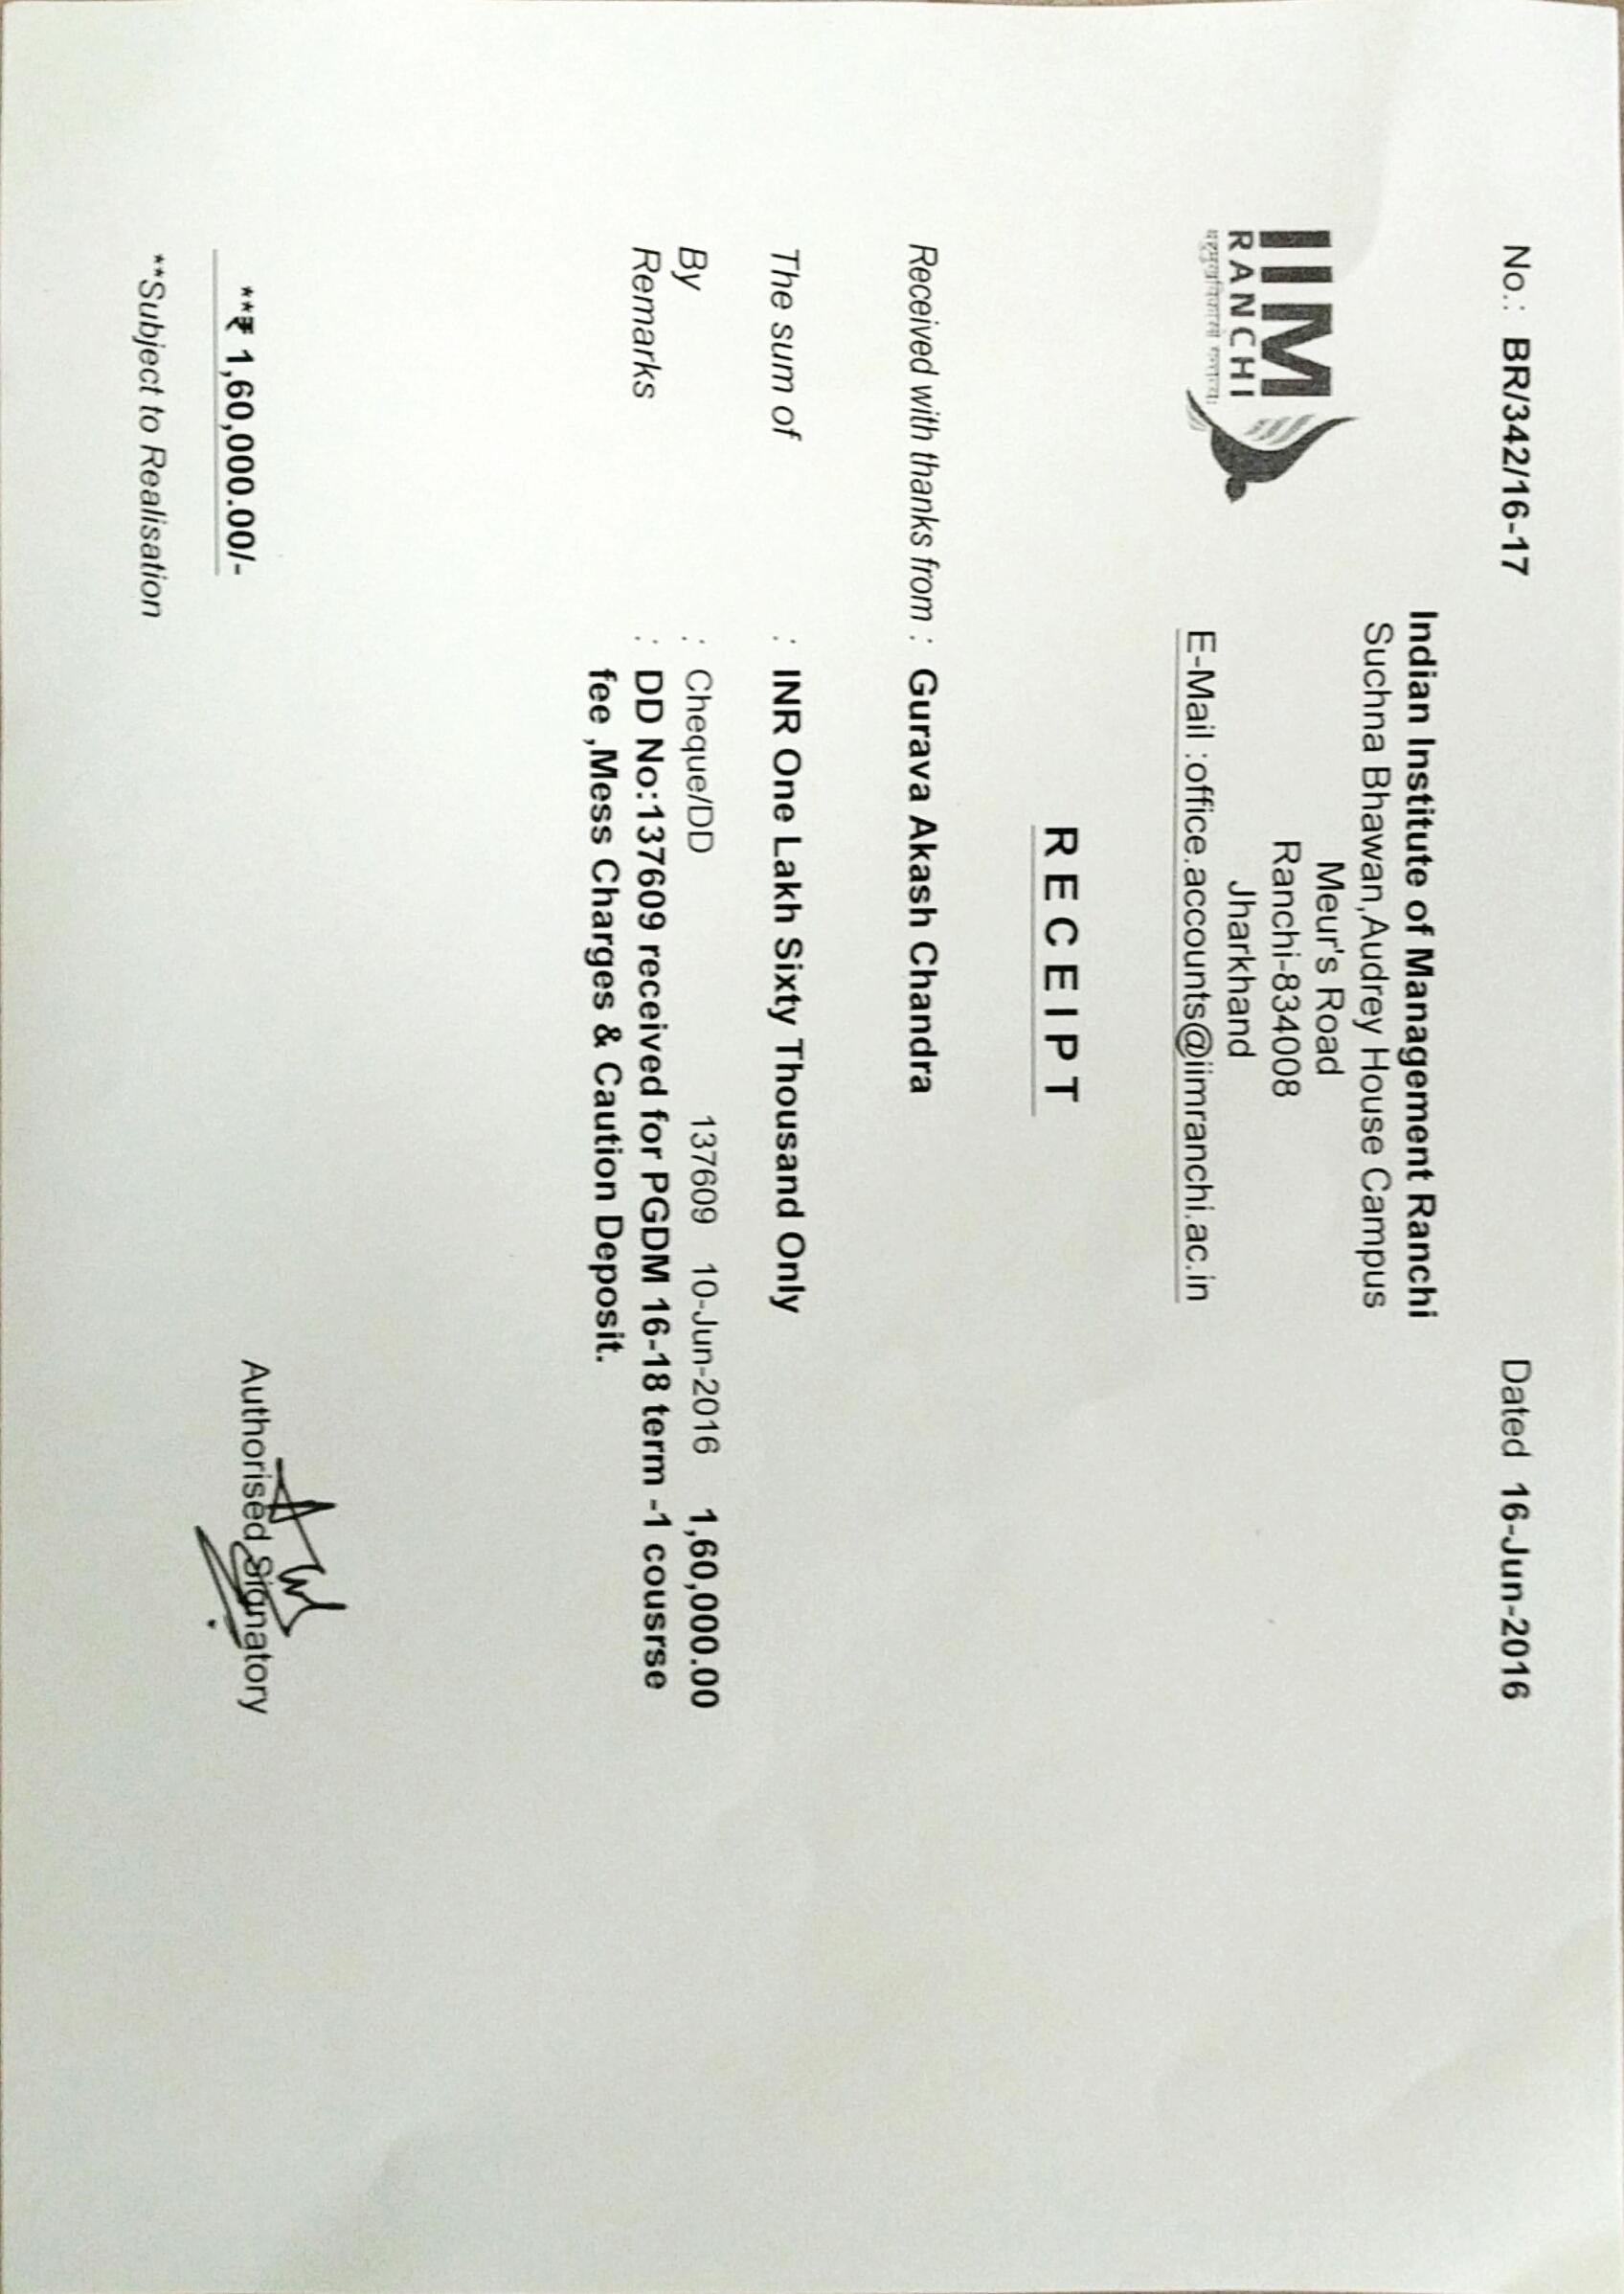 No.: BR/342/16-17 Dated 16-Jun-2016
Indian Institute of Management Ranchi
Suchna Bhawan,Audrey House Campus
Meur's Road
Ranchi-834008
Jharkhand
E-Mail :office.accounts@iimranchi.ac.in
IIM
RANCHI
RECEIPT
Received with thanks from : Gurava Akash Chandra
The sum of : INR One Lakh Sixty Thousand Only
By : Cheque/DD 137609 10-Jun-2016 1,60,000.00
Remarks : DD No:137609 received for PGDM 16-18 term -1 cousrse
fee ,Mess Charges & Caution Deposit.
**₹ 1,60,000.00/-
Authorised Signatory
**Subject to Realisation